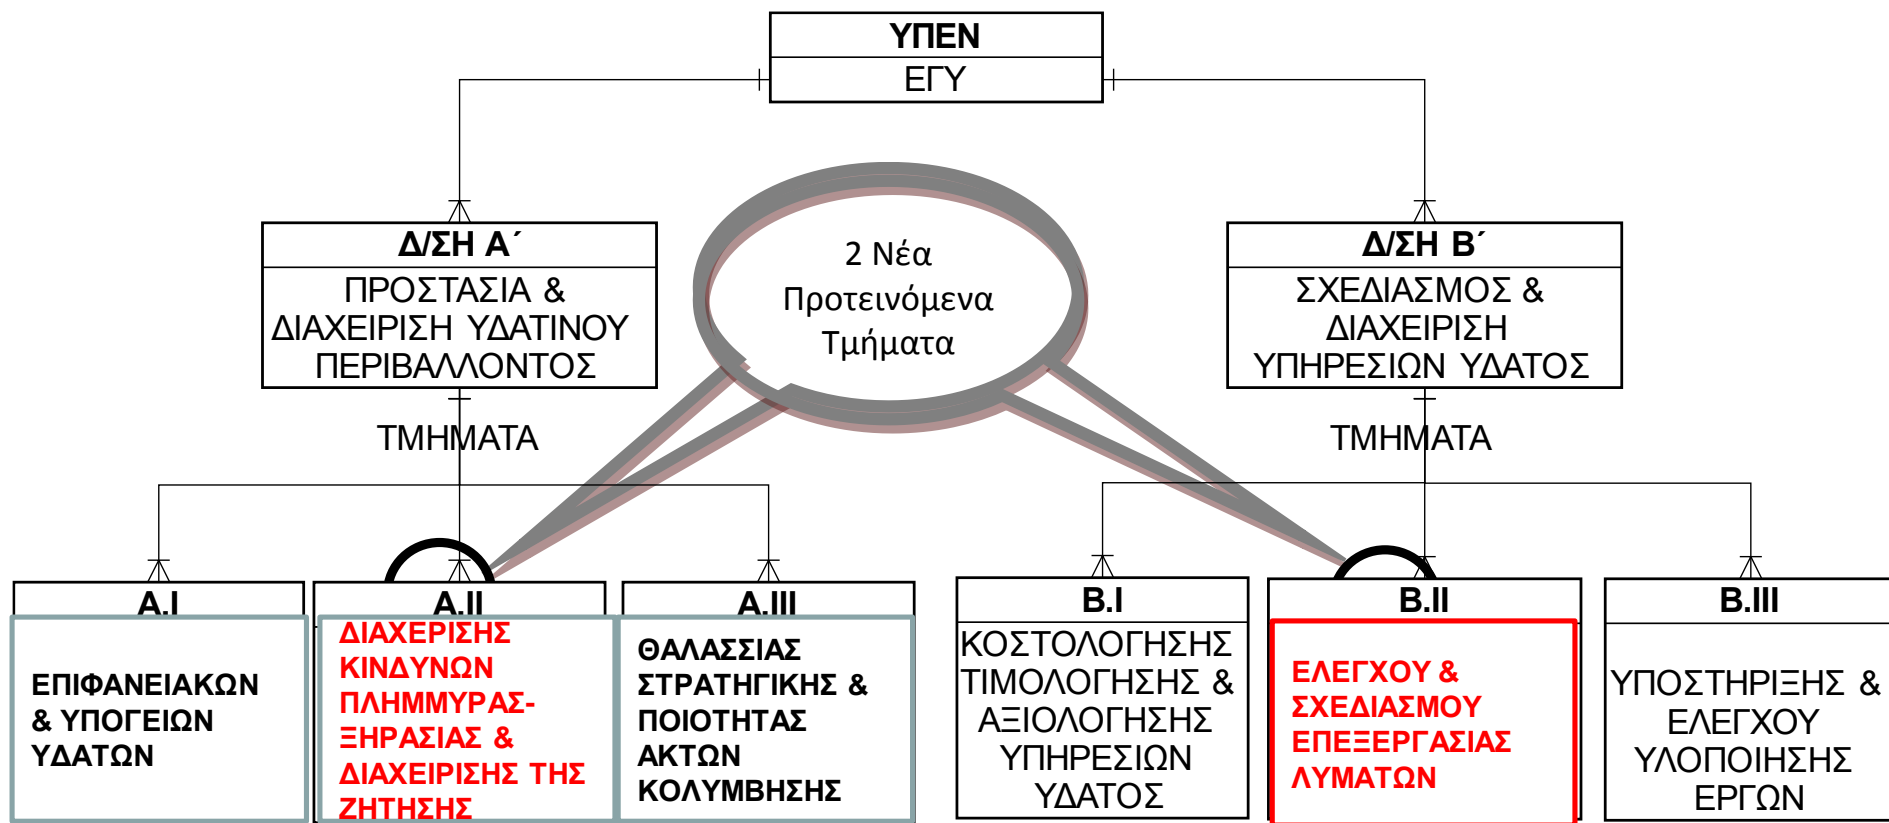 ΥΠΕΝ
ΕΓΥ
Δ/ΣΗ Α΄
ΠΡΟΣΤΑΣΙΑ &
ΔΙΑΧΕΙΡΙΣΗ ΥΔΑΤΙΝΟΥ
ΠΕΡΙΒΑΛΛΟΝΤΟΣ
2 Νέα
Προτεινόμενα
Τμήματα
Δ/ΣΗ Β΄
ΣΧΕΔΙΑΣΜΟΣ &
ΔΙΑΧΕΙΡΙΣΗ
ΥΠΗΡΕΣΙΩΝ ΥΔΑΤΟΣ
ΤΜΗΜΑΤΑ
ΤΜΗΜΑΤΑ
Α.Ι
ΕΠΙΦΑΝΕΙΑΚΩΝ
& ΥΠΟΓΕΙΩΝ
ΥΔΑΤΩΝ
Α.ΙΙ
ΔΙΑΧΕΡΙΣΗΣ
ΚΙΝΔΥΝΩΝ
ΠΛΗΜΜΥΡΑΣ-
ΞΗΡΑΣΙΑΣ &
ΔΙΑΧΕΙΡΙΣΗΣ ΤΗΣ
ΖΗΤΗΣΗΣ
Α.ΙΙΙ
ΘΑΛΑΣΣΙΑΣ
ΣΤΡΑΤΗΓΙΚΗΣ &
ΠΟΙΟΤΗΤΑΣ
ΑΚΤΩΝ
ΚΟΛΥΜΒΗΣΗΣ
Β.Ι
ΚΟΣΤΟΛΟΓΗΣΗΣ
ΤΙΜΟΛΟΓΗΣΗΣ &
ΑΞΙΟΛΟΓΗΣΗΣ
ΥΠΗΡΕΣΙΩΝ
ΥΔΑΤΟΣ
Β.ΙΙ
ΕΛΕΓΧΟΥ &
ΣΧΕΔΙΑΣΜΟΥ
ΕΠΕΞΕΡΓΑΣΙΑΣ
ΛΥΜΑΤΩΝ
Β.ΙΙΙ
ΥΠΟΣΤΗΡΙΞΗΣ &
ΕΛΕΓΧΟΥ
ΥΛΟΠΟΙΗΣΗΣ
ΕΡΓΩΝ